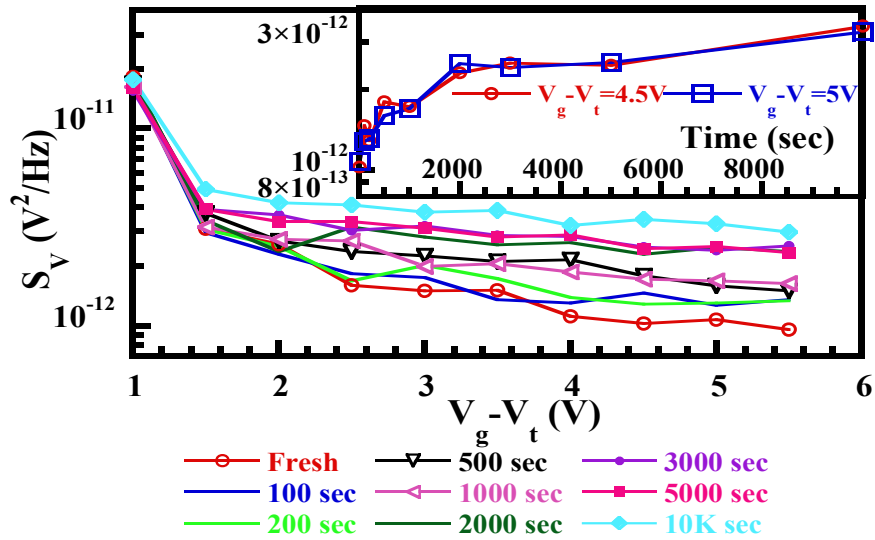 3×10⁻¹²
10⁻¹²
8×10⁻¹³
V_g-V_t=4.5V
V_g-V_t=5V
Time (sec)
2000 4000 6000 8000
S_V (V²/Hz)
10⁻¹¹
10⁻¹²
1 2 3 4 5 6
V_g-V_t (V)
Fresh 500 sec 3000 sec
100 sec 1000 sec 5000 sec
200 sec 2000 sec 10K sec